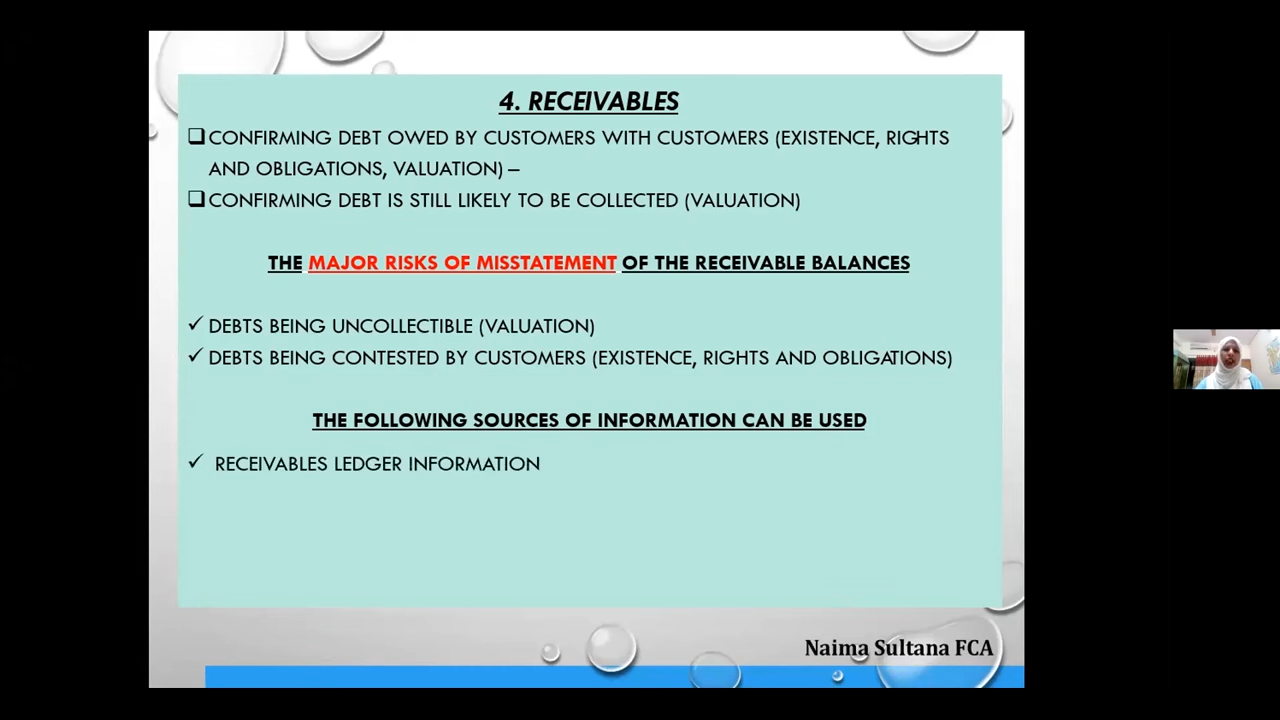 4. RECEIVABLES
CONFIRMING DEBT OWED BY CUSTOMERS WITH CUSTOMERS (EXISTENCE, RIGHTS
AND OBLIGATIONS, VALUATION) –
CONFIRMING DEBT IS STILL LIKELY TO BE COLLECTED (VALUATION)
THE MAJOR RISKS OF MISSTATEMENT OF THE RECEIVABLE BALANCES
DEBTS BEING UNCOLLECTIBLE (VALUATION)
DEBTS BEING CONTESTED BY CUSTOMERS (EXISTENCE, RIGHTS AND OBLIGATIONS)
THE FOLLOWING SOURCES OF INFORMATION CAN BE USED
RECEIVABLES LEDGER INFORMATION
Naima Sultana FCA